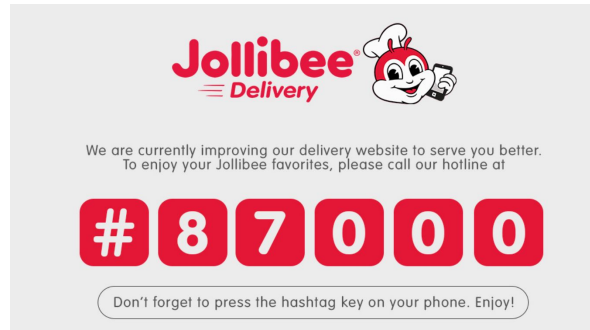 Jollibee®
Delivery
We are currently improving our delivery website to serve you better.
To enjoy your Jollibee favorites, please call our hotline at
#87000
Don't forget to press the hashtag key on your phone. Enjoy!